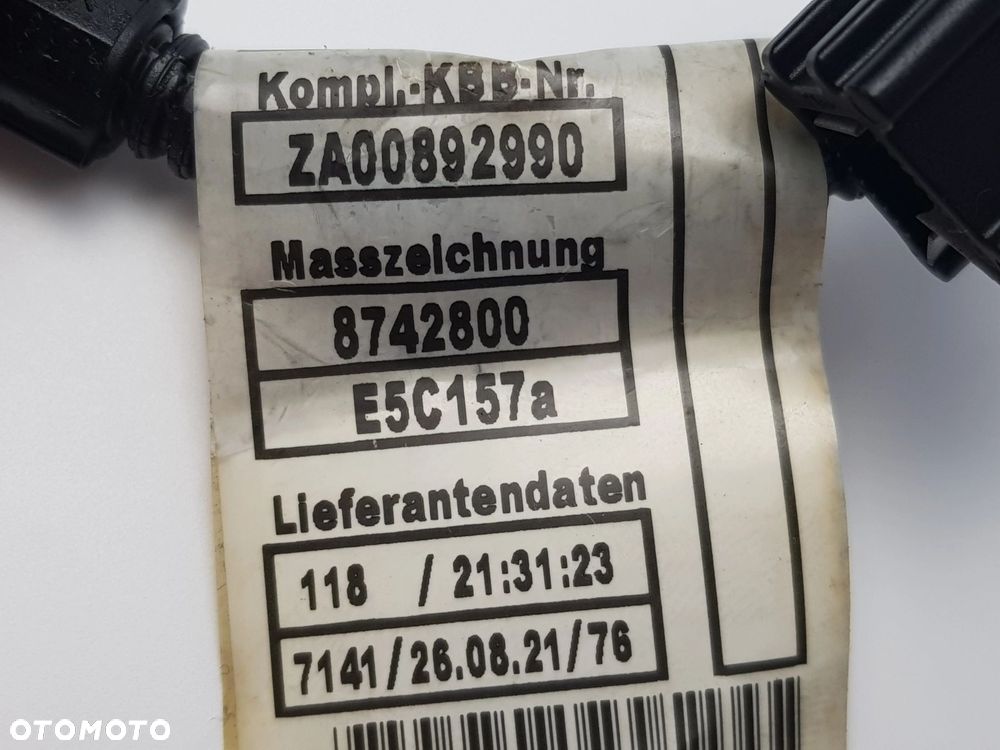 Kompl.-KBB-Nr.
ZA00892990
Masszeichnung
8742800
E5C157a
Lieferantendaten
118 / 21:31:23
7141/26.08.21/76
OTOMOTO